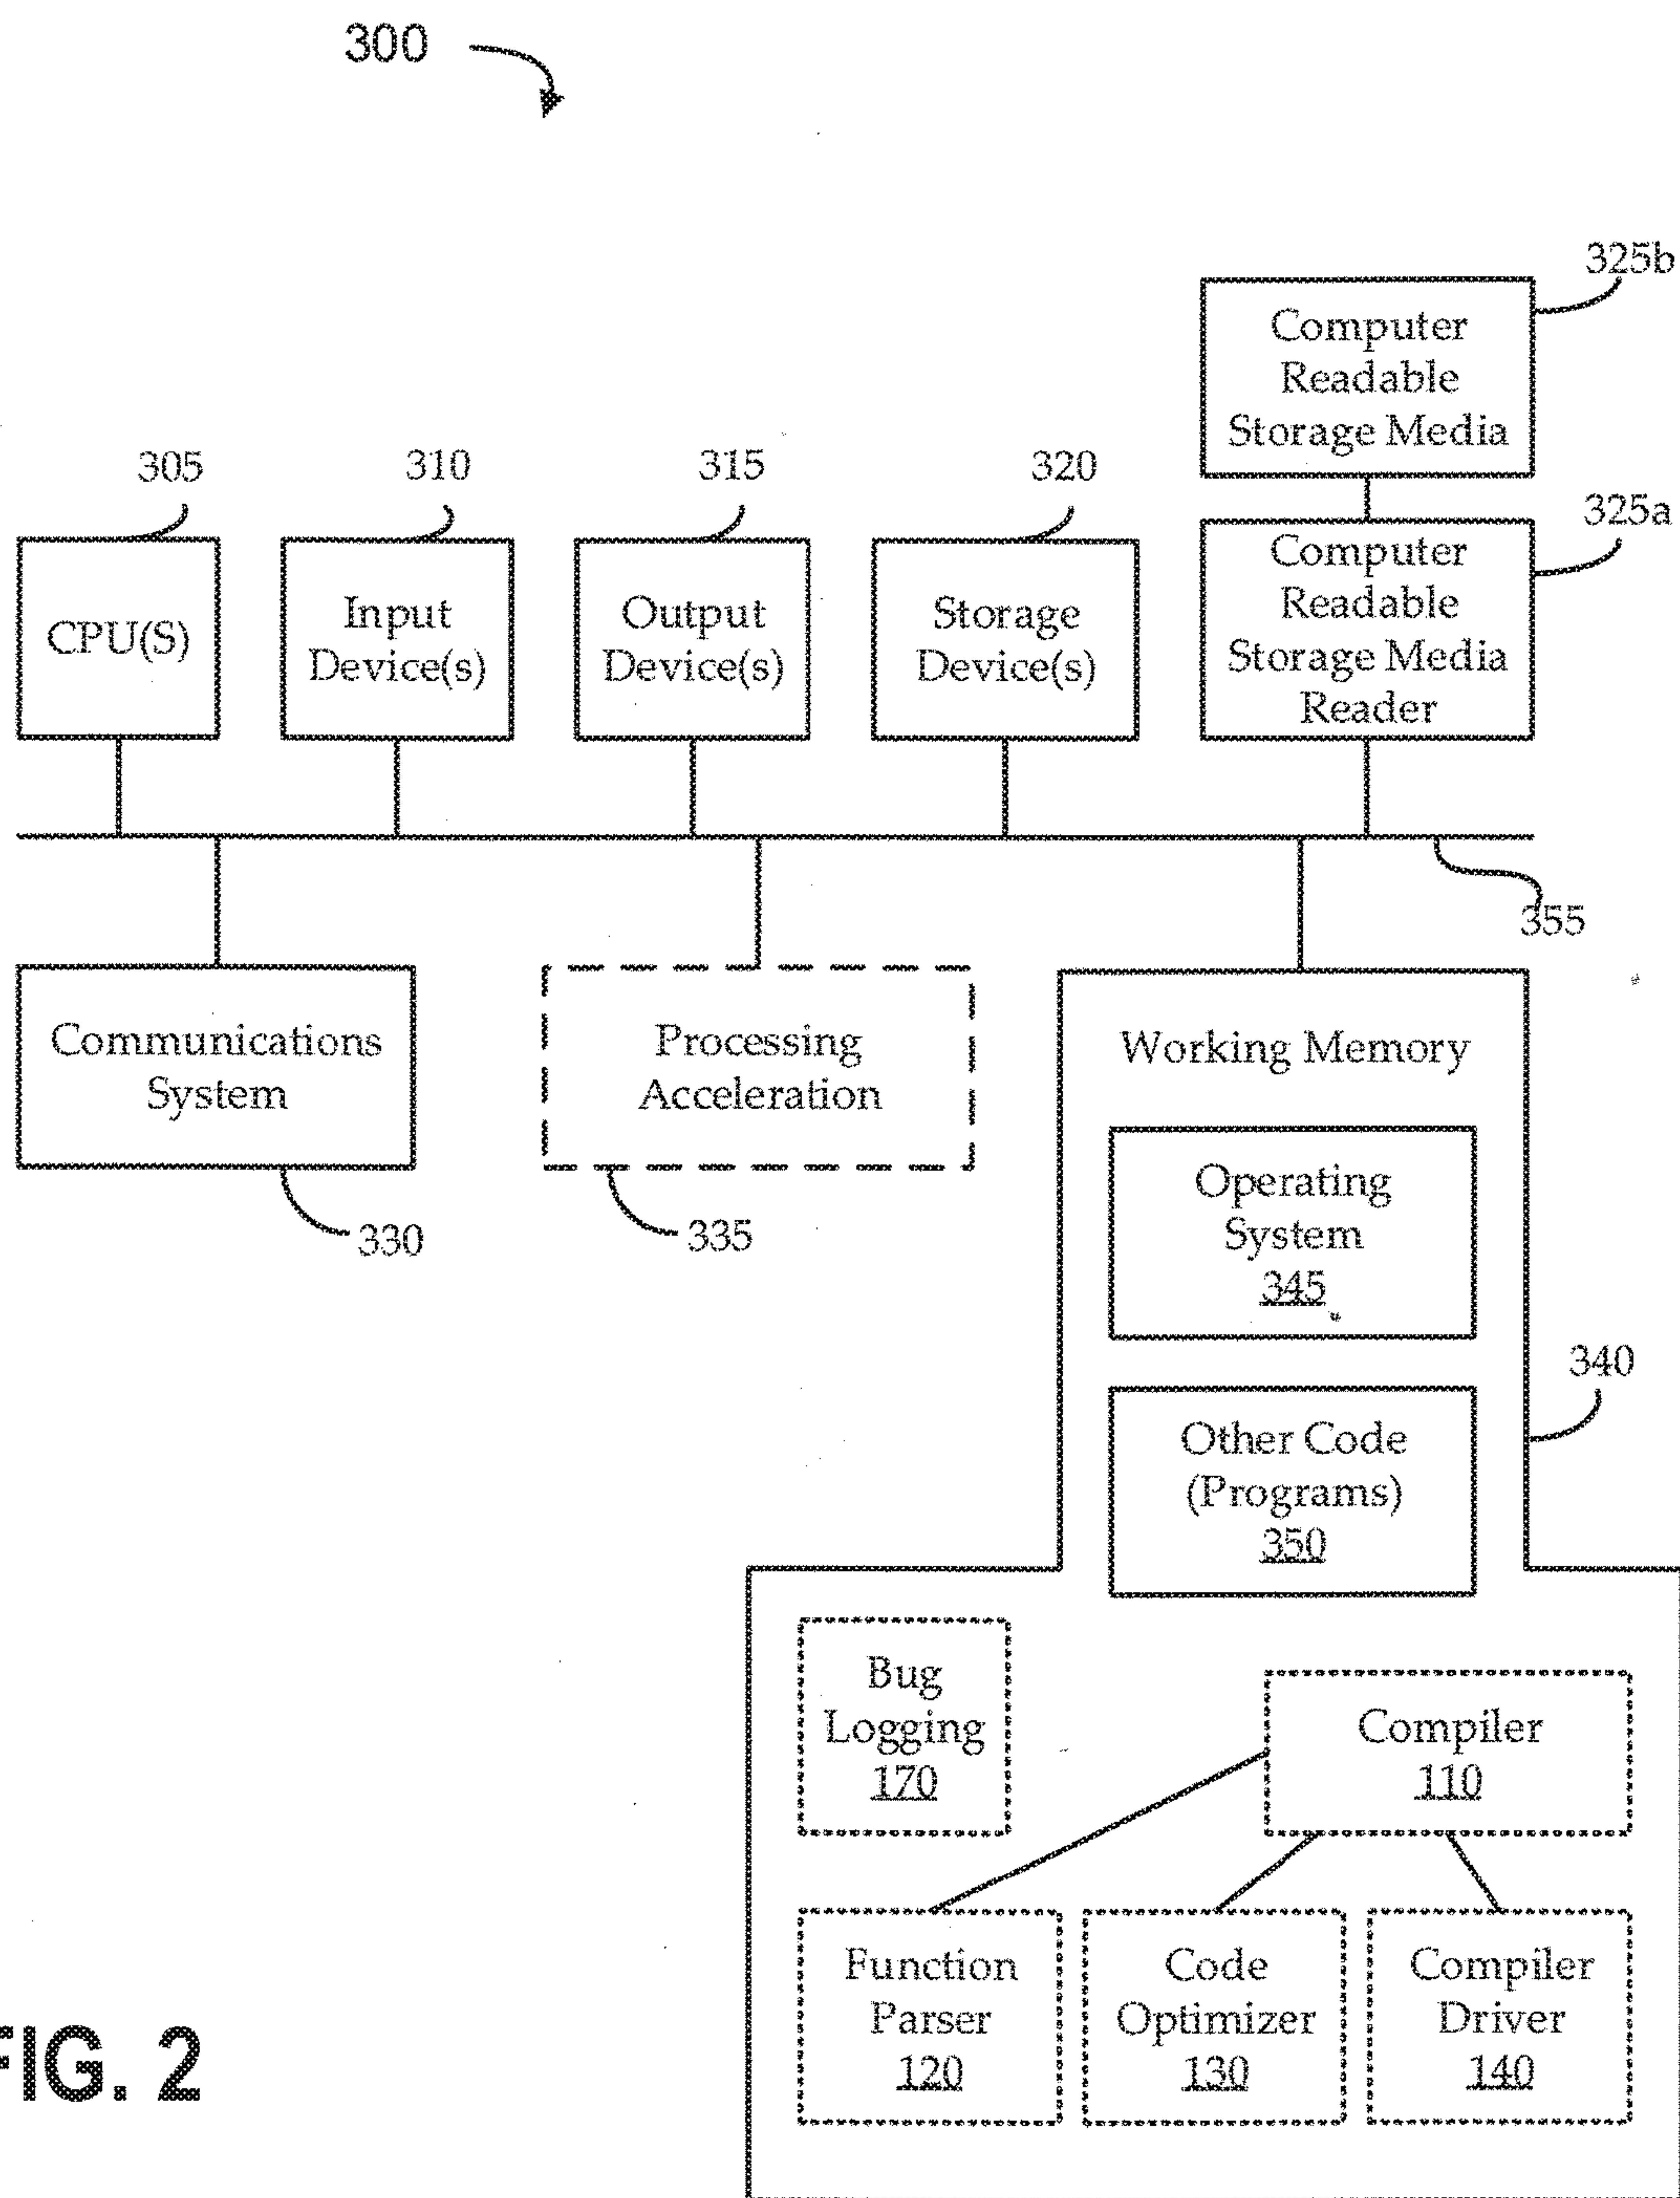 300
325b
Computer
Readable
Storage Media
305
310
315
320
325a
CPU(S)
Input
Device(s)
Output
Device(s)
Storage
Device(s)
Computer
Readable
Storage Media
Reader
355
Communications
System
330
Processing
Acceleration
335
Working Memory
Operating
System
345
340
Other Code
(Programs)
350
Bug
Logging
170
Compiler
110
Function
Parser
120
Code
Optimizer
130
Compiler
Driver
140
FIG. 2